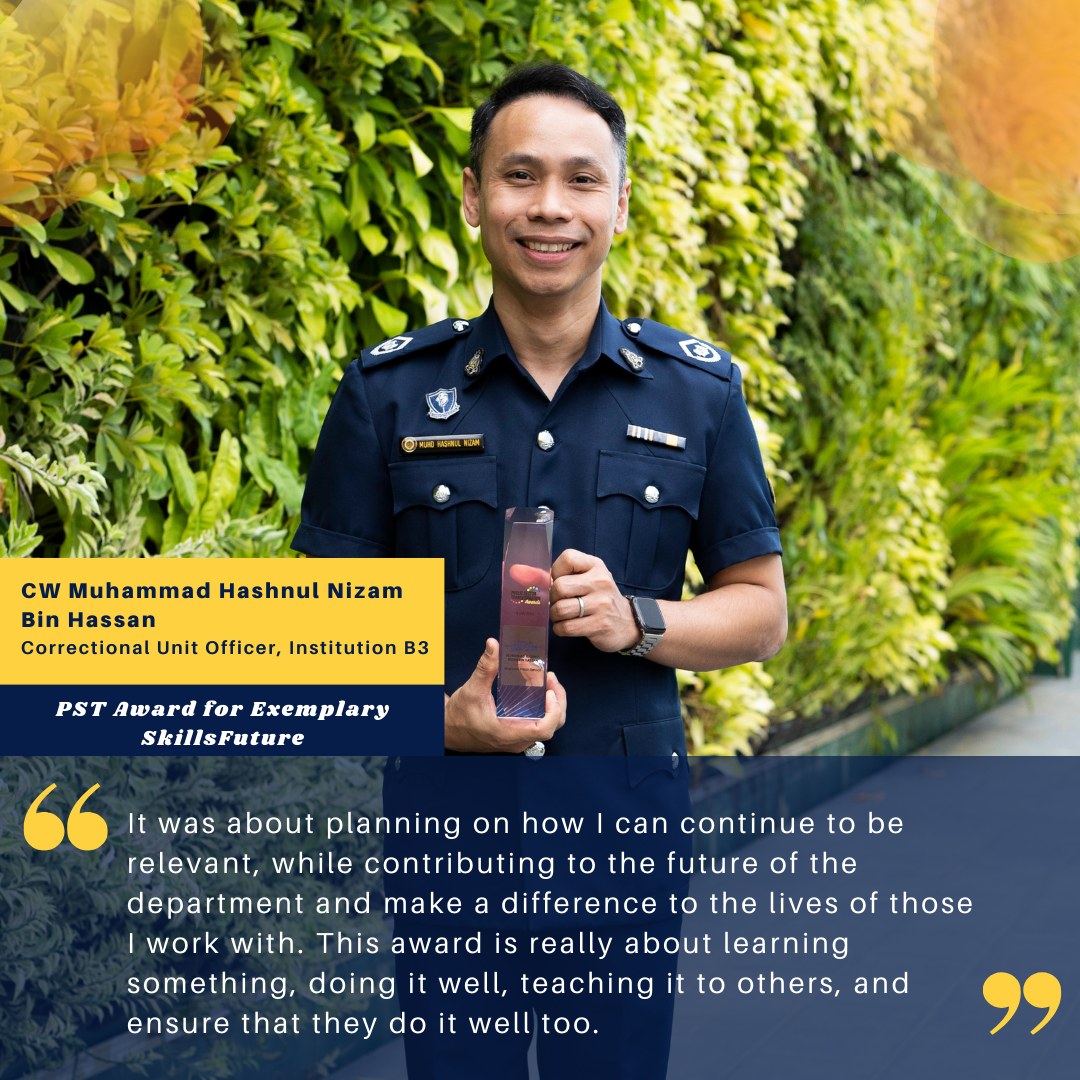 MUHD HASHNUL NIZAM
CW Muhammad Hashnul Nizam
Bin Hassan
Correctional Unit Officer, Institution B3
PST Award for Exemplary
SkillsFuture
“
It was about planning on how I can continue to be
relevant, while contributing to the future of the
department and make a difference to the lives of those
I work with. This award is really about learning
something, doing it well, teaching it to others, and
ensure that they do it well too.
”